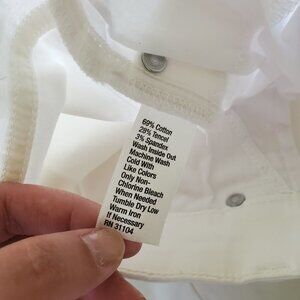 69% Cotton
28% Tencel
3% Spandex
Wash Inside Out
Machine Wash
Cold With
Like Colors
Only Non-
Chlorine Bleach
When Needed
Tumble Dry Low
Warm Iron
If Necessary
RN 31104